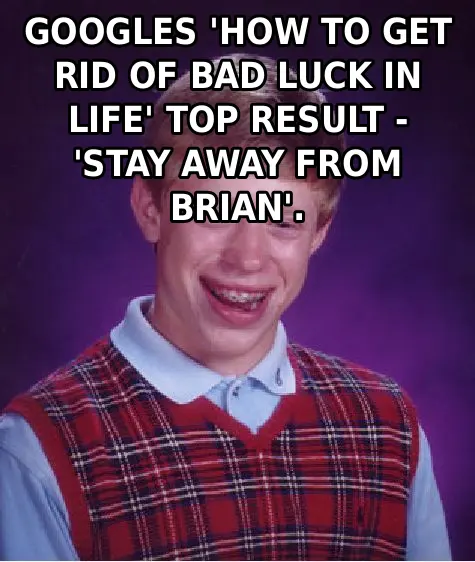 GOOGLES 'HOW TO GET
RID OF BAD LUCK IN
LIFE' TOP RESULT -
'STAY AWAY FROM
BRIAN'.